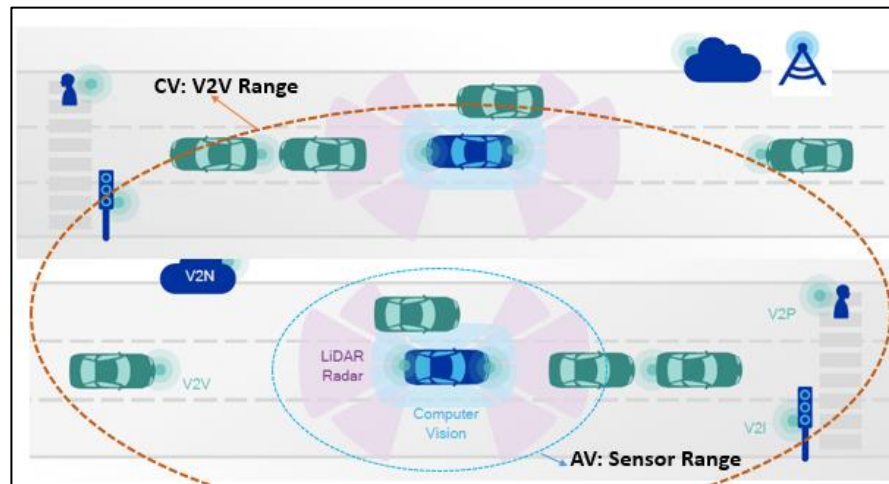 CV: V2V Range
V2N
V2P
LiDAR
Radar
V2V
Computer
Vision
V2I
AV: Sensor Range